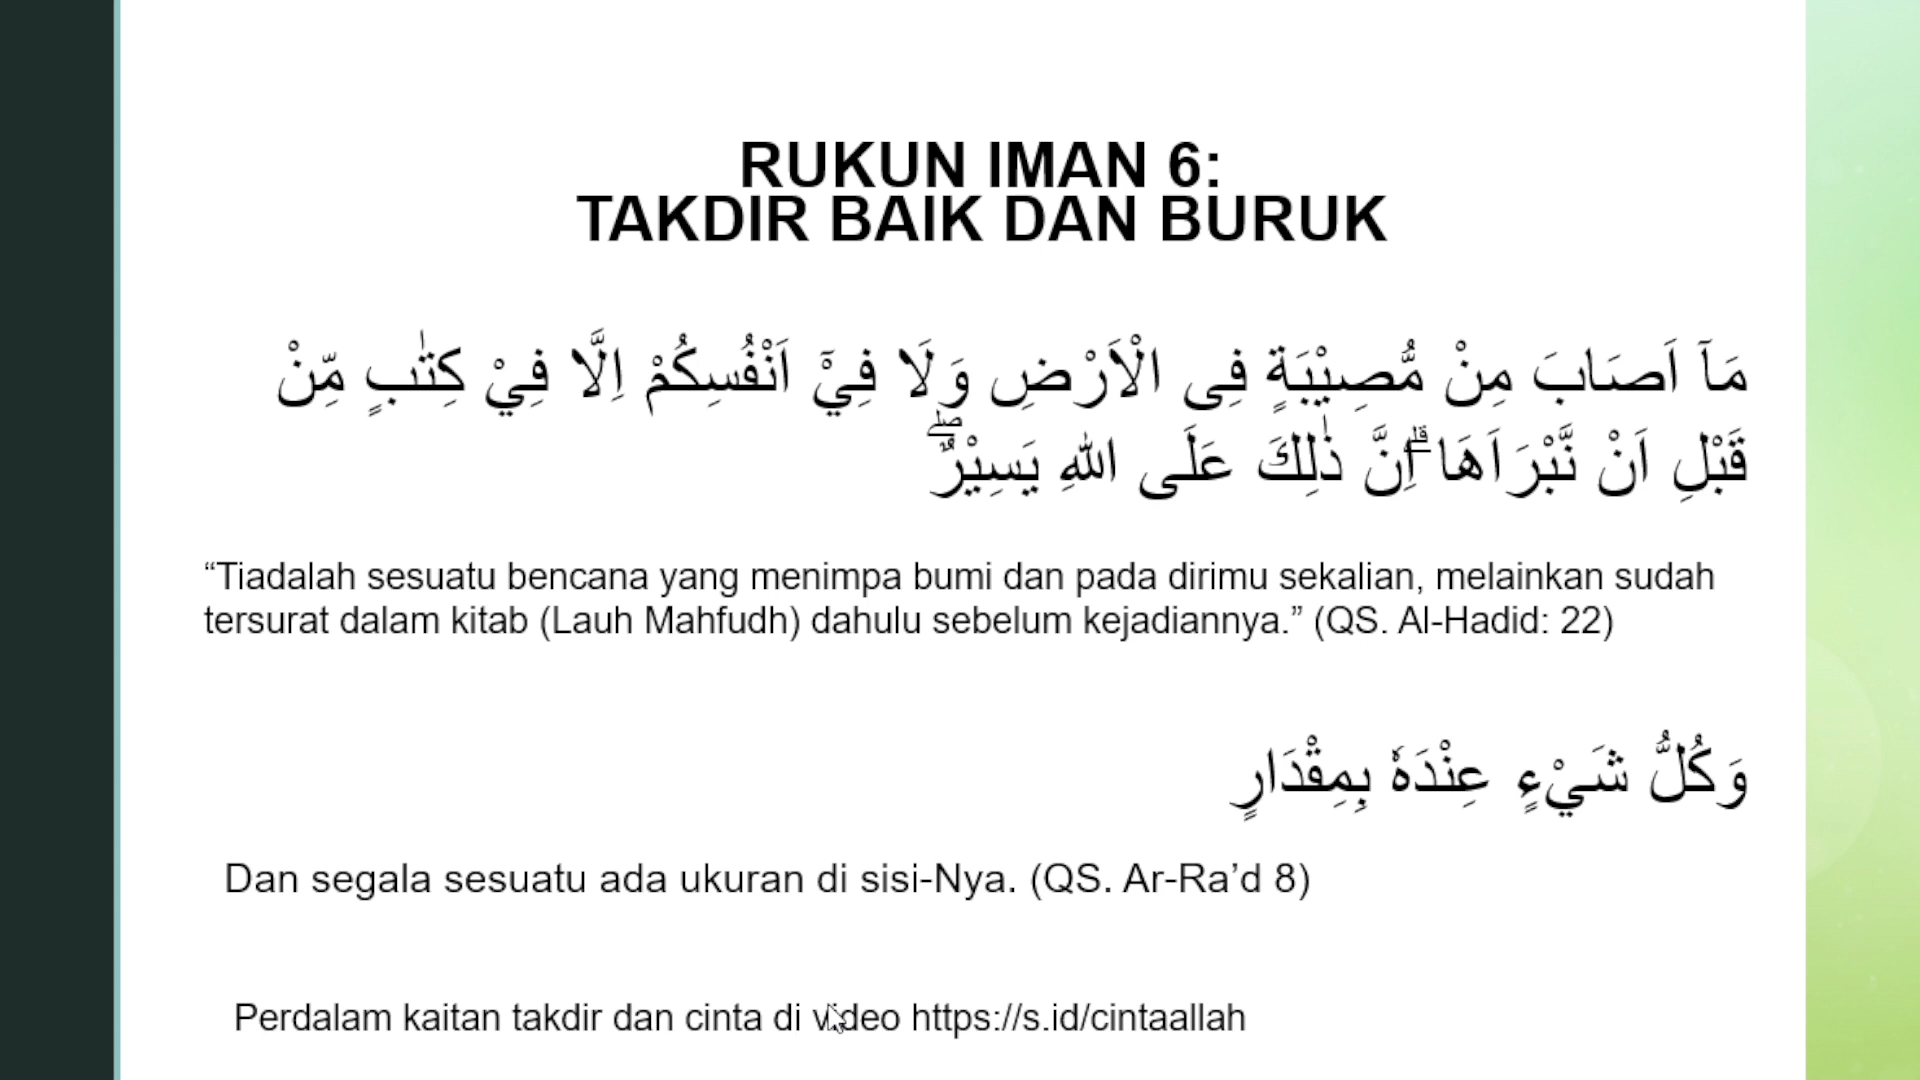 RUKUN IMAN 6:
TAKDIR BAIK DAN BURUK
مَآ اَصَابَ مِنْ مُّصِيْبَةٍ فِى الْاَرْضِ وَلَا فِيْٓ اَنْفُسِكُمْ اِلَّا فِيْ كِتٰبٍ مِّنْ
قَبْلِ اَنْ نَّبْرَاَهَا ۗاِنَّ ذٰلِكَ عَلَى اللّٰهِ يَسِيْرٌۖ
“Tiadalah sesuatu bencana yang menimpa bumi dan pada dirimu sekalian, melainkan sudah
tersurat dalam kitab (Lauh Mahfudh) dahulu sebelum kejadiannya.” (QS. Al-Hadid: 22)
وَكُلُّ شَيْءٍ عِنْدَهٗ بِمِقْدَارٍ
Dan segala sesuatu ada ukuran di sisi-Nya. (QS. Ar-Ra’d 8)
Perdalam kaitan takdir dan cinta di video https://s.id/cintaallah